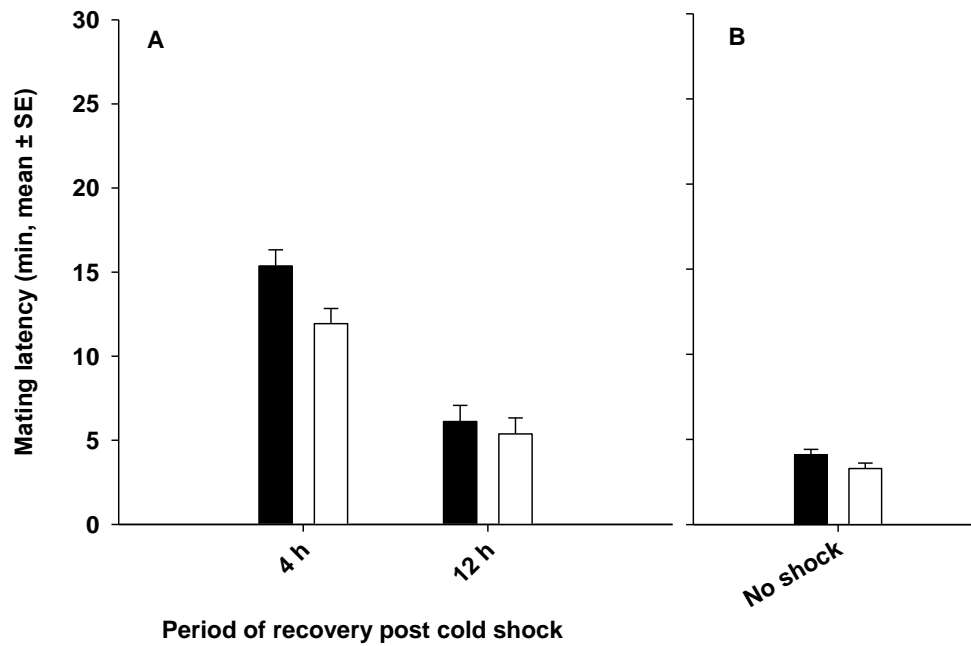 A
B
Mating latency (min, mean ± SE)
30
25
20
15
10
5
0
4 h
12 h
No shock
Period of recovery post cold shock